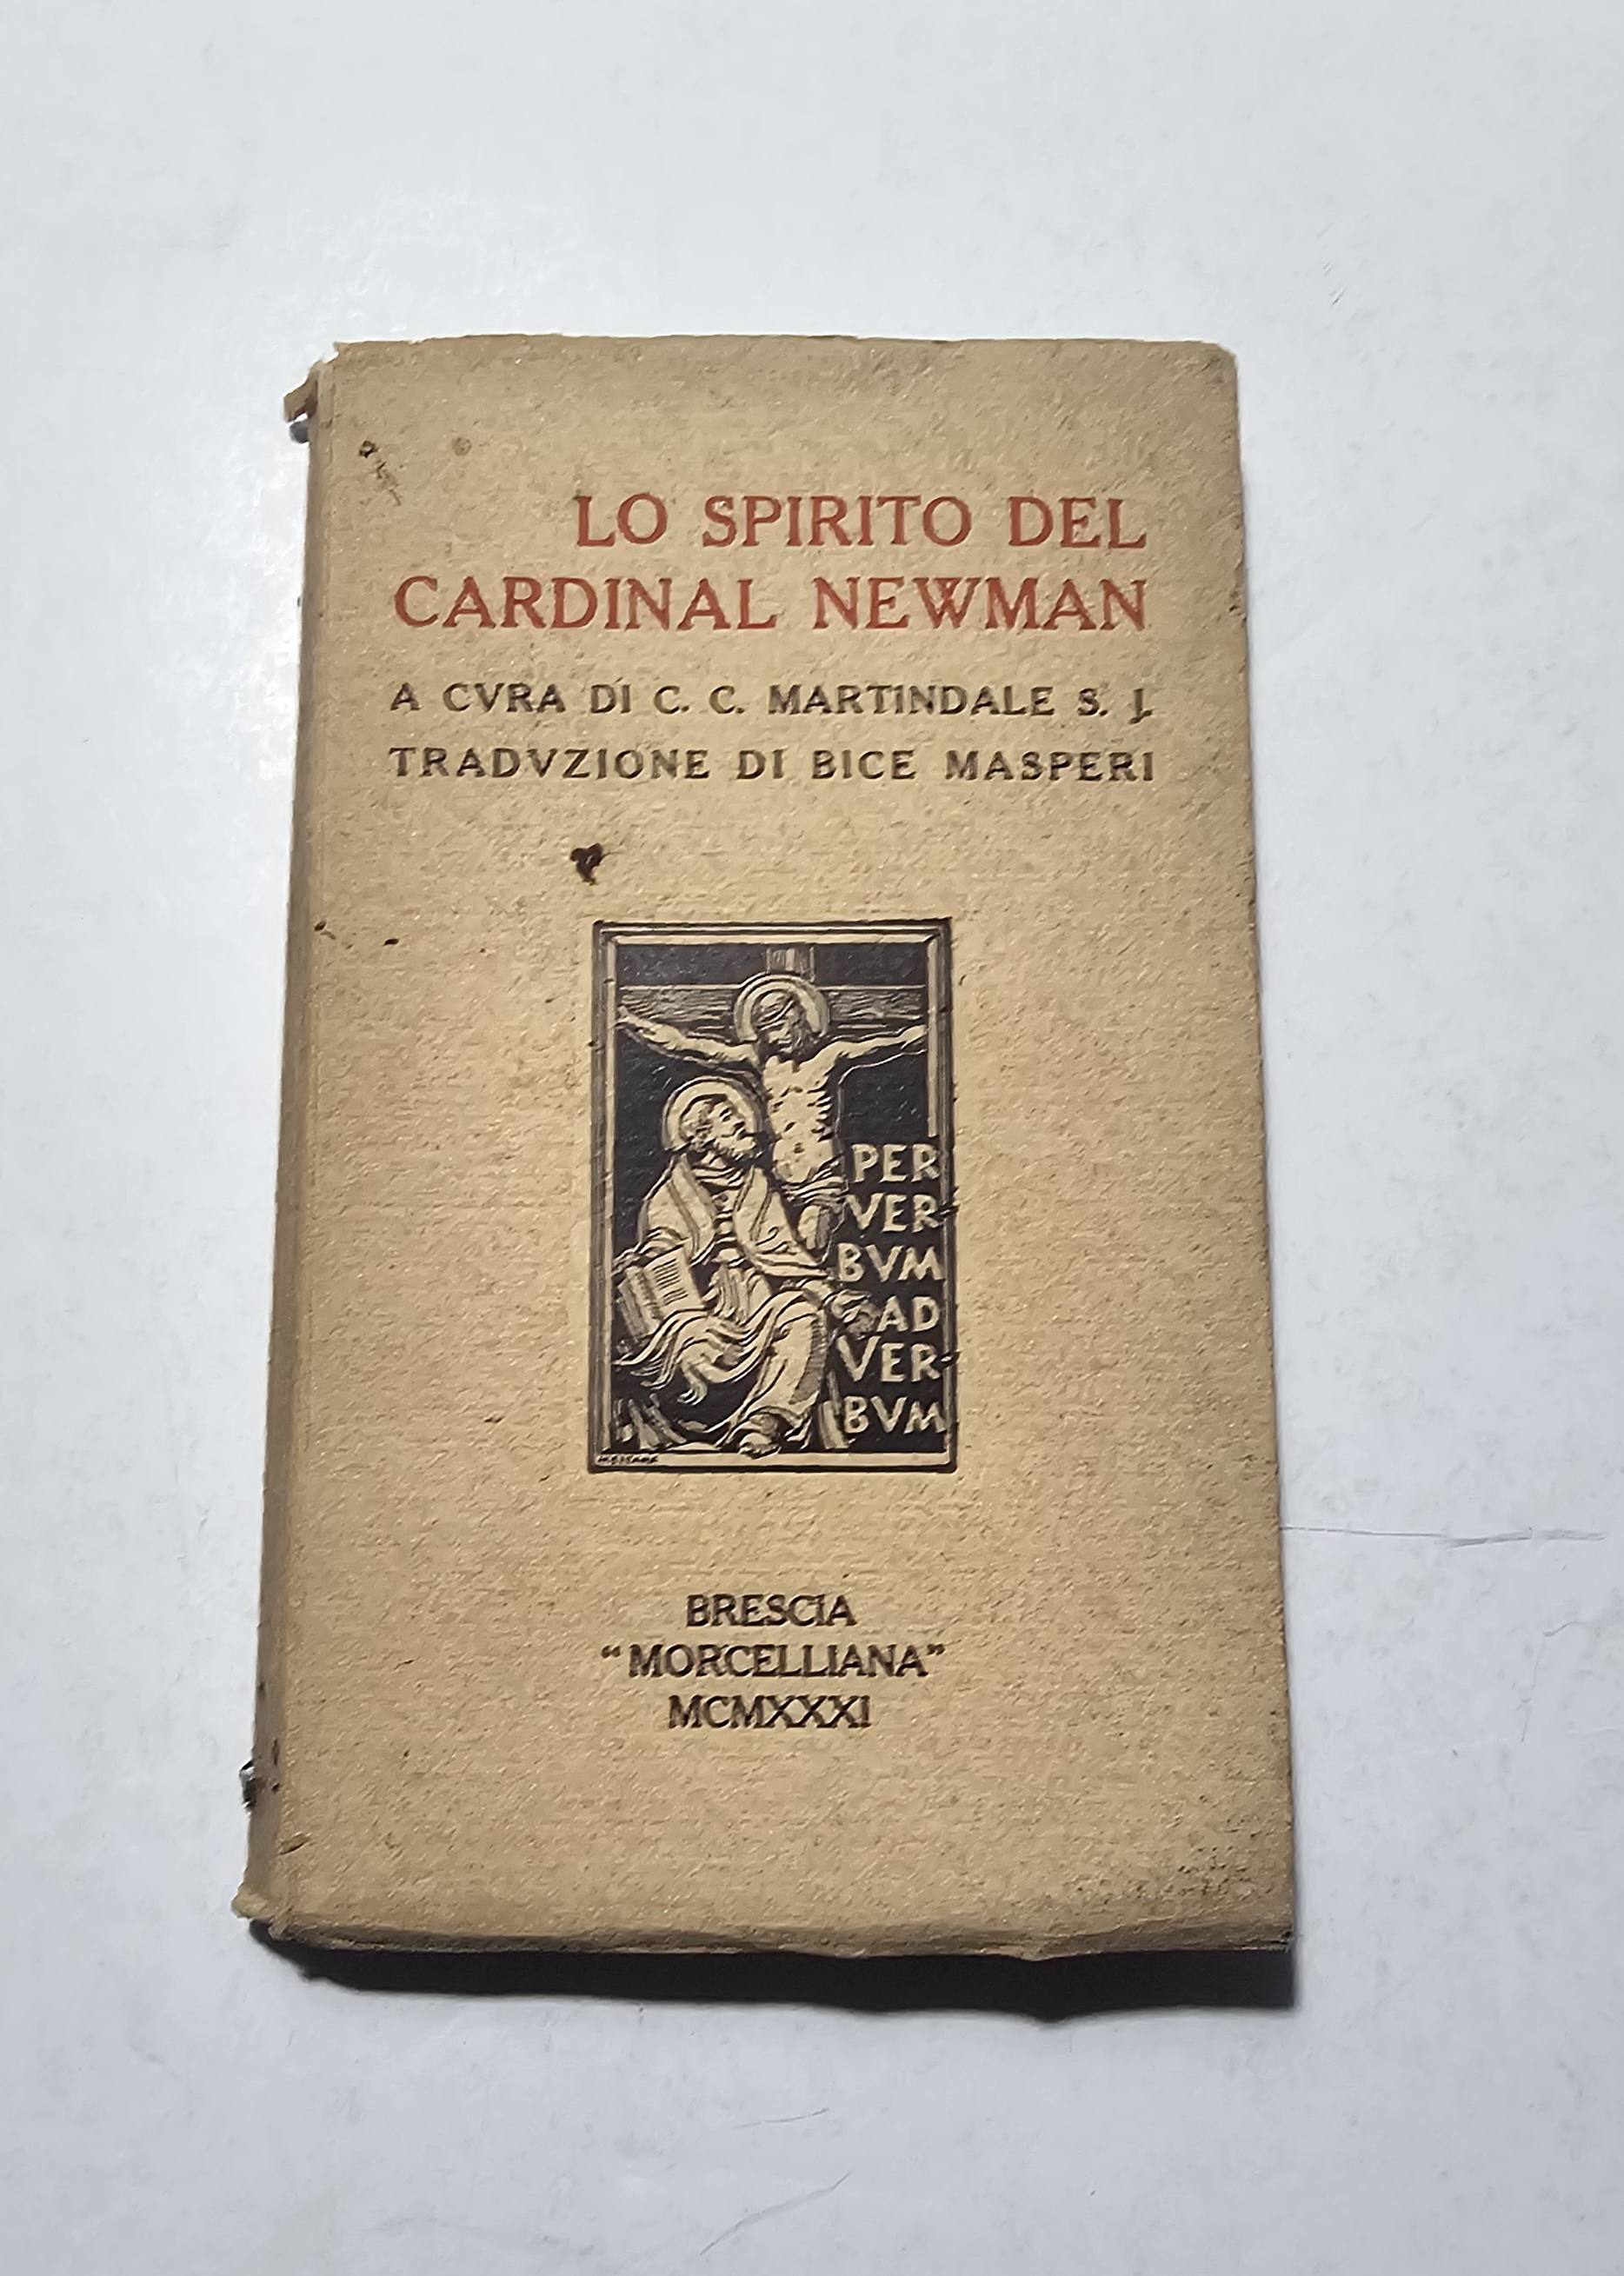 LO SPIRITO DEL
CARDINAL NEWMAN
A CVRA DI C. C. MARTINDALE S. J.
TRADVZIONE DI BICE MASPERI
PER
VER-
BVM
AD
VER-
BVM
BRESCIA
“MORCELLIANA”
MCMXXXI